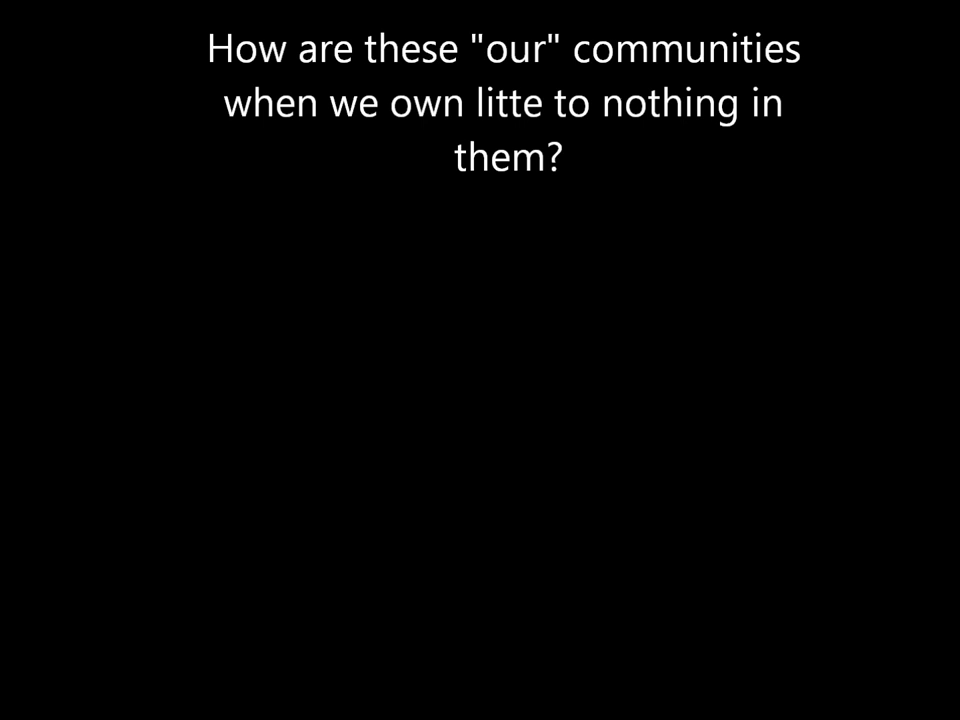 How are these "our" communities
when we own litte to nothing in
them?